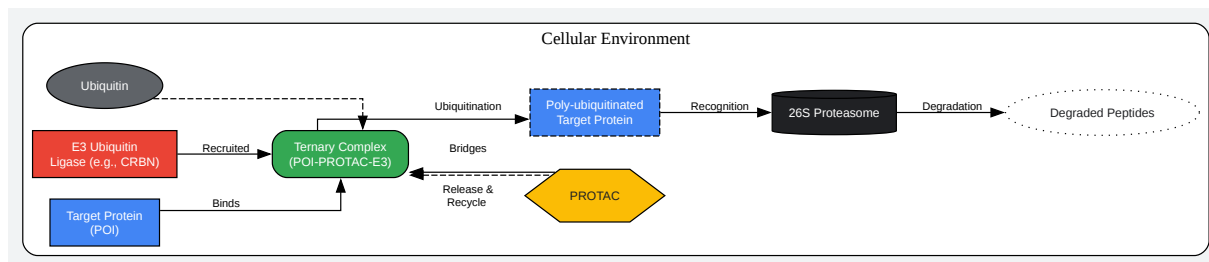 Cellular Environment
Ubiquitin
E3 Ubiquitin
Ligase (e.g., CRBN)
Recruited
Target Protein
(POI)
Binds
Ternary Complex
(POI-PROTAC-E3)
Ubiquitination
Bridges
Release &
Recycle
PROTAC
Poly-ubiquitinated
Target Protein
Recognition
26S Proteasome
Degradation
Degraded Peptides